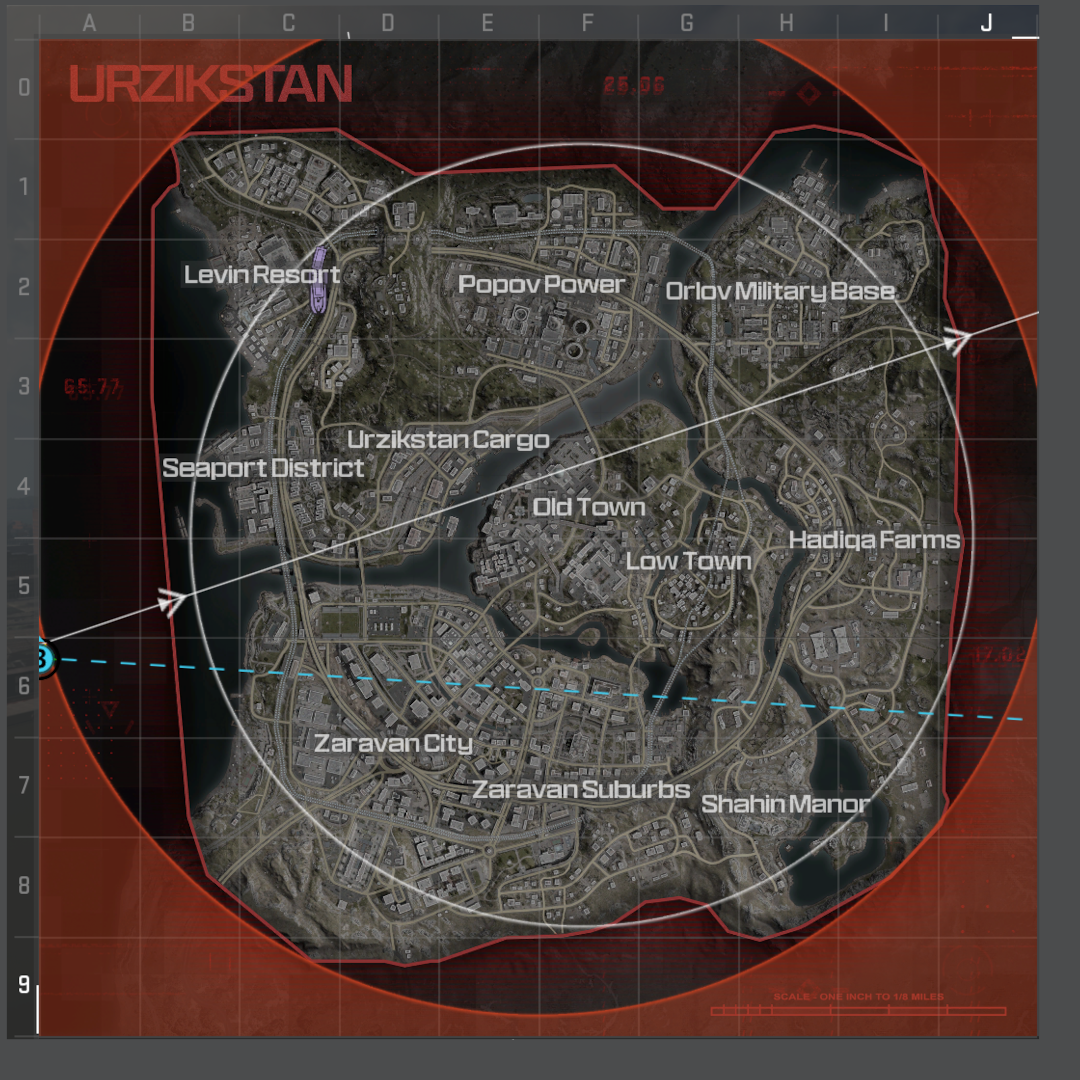 A B C D E F G H I J
0
URZIKSTAN
25.06
1
Levin Resort
2
Popov Power
Orlov Military Base
3
65.77
Urzikstan Cargo
Seaport District
4
Old Town
Hadiqa Farms
Low Town
5
17.02
6
Zaravan City
7
Zaravan Suburbs
Shahin Manor
8
9
SCALE - ONE INCH TO 1/8 MILES